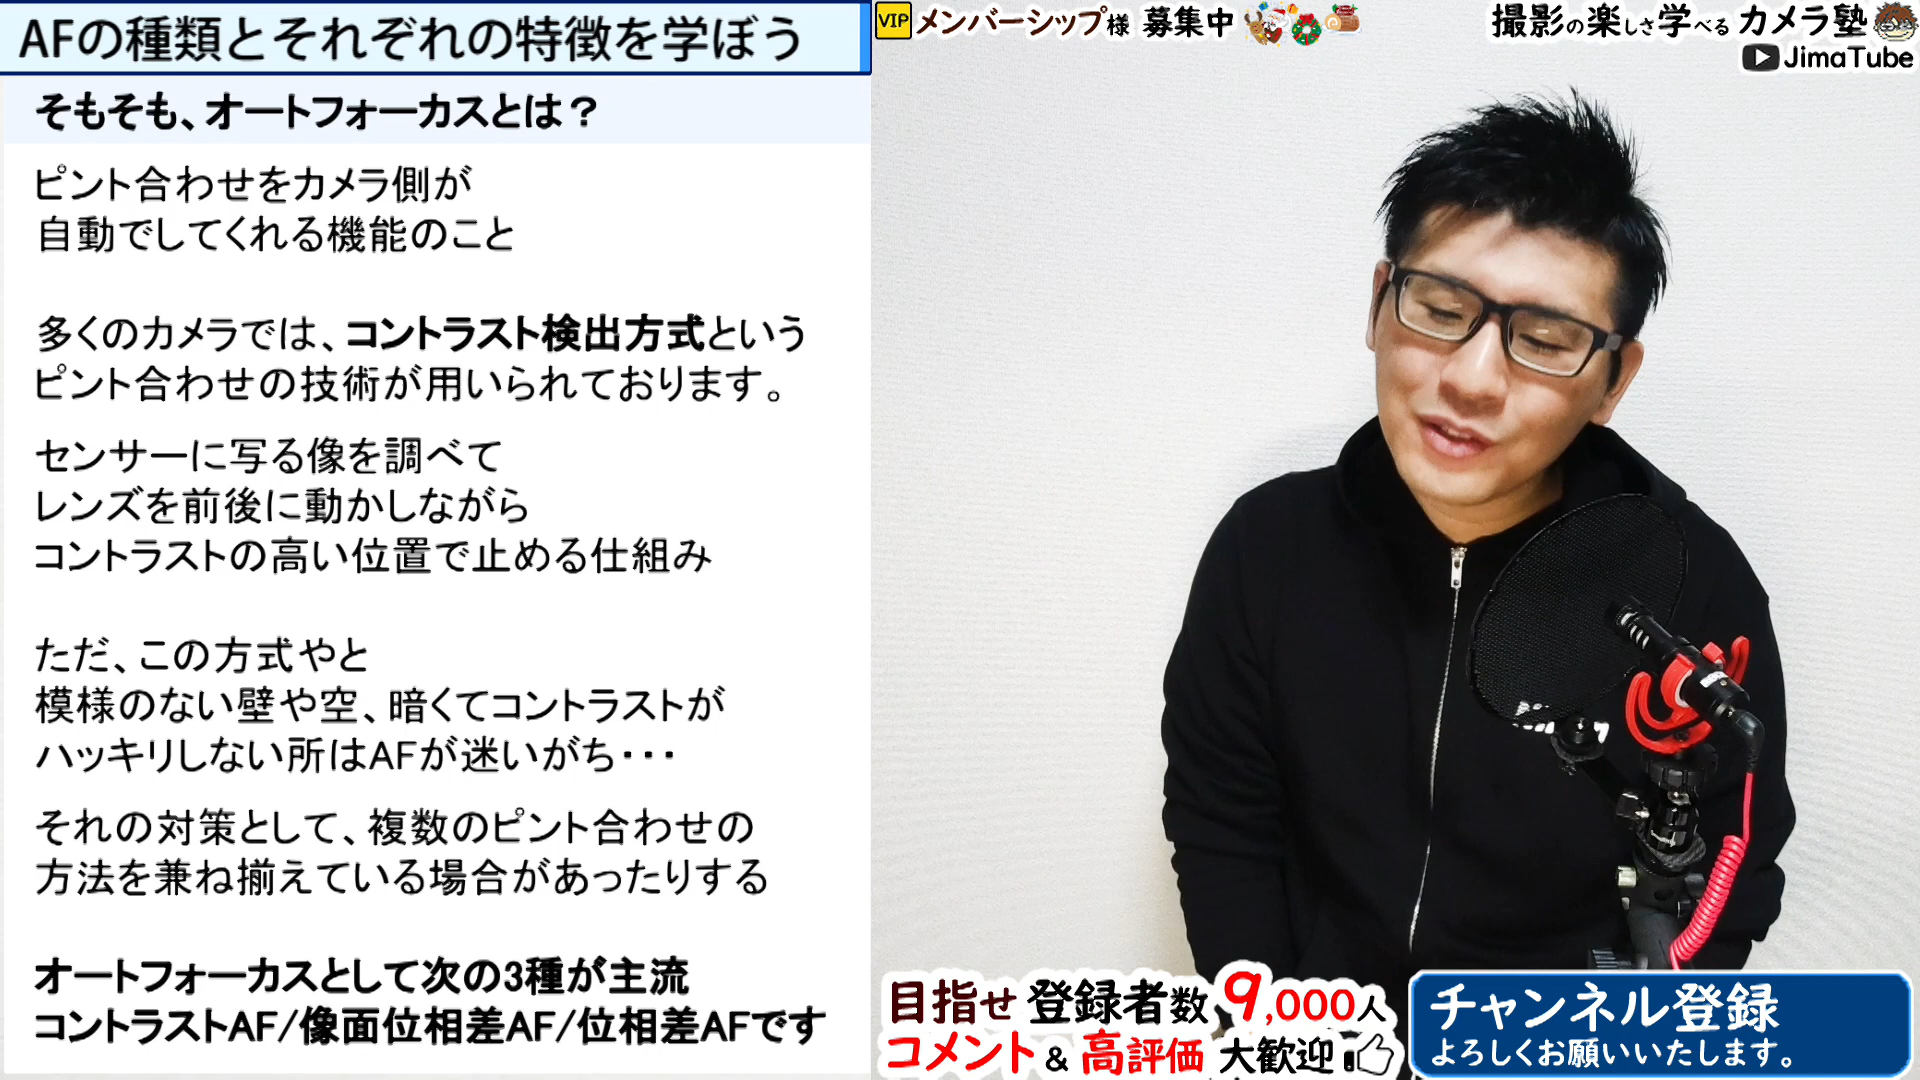 AFの種類とそれぞれの特徴を学ぼう
そもそも、オートフォーカスとは？
ピント合わせをカメラ側が
自動でしてくれる機能のこと
多くのカメラでは、コントラスト検出方式という
ピント合わせの技術が用いられております。
センサーに写る像を調べて
レンズを前後に動かしながら
コントラストの高い位置で止める仕組み
ただ、この方式やと
模様のない壁や空、暗くてコントラストが
ハッキリしない所はAFが迷いがち･･･
それの対策として、複数のピント合わせの
方法を兼ね揃えている場合があったりする
オートフォーカスとして次の3種が主流
コントラストAF/像面位相差AF/位相差AFです
VIP メンバーシップ様 募集中
撮影の楽しさ学べる カメラ塾
JimaTube
目指せ 登録者数 9,000人
コメント & 高評価 大歓迎
チャンネル登録
よろしくお願いいたします。